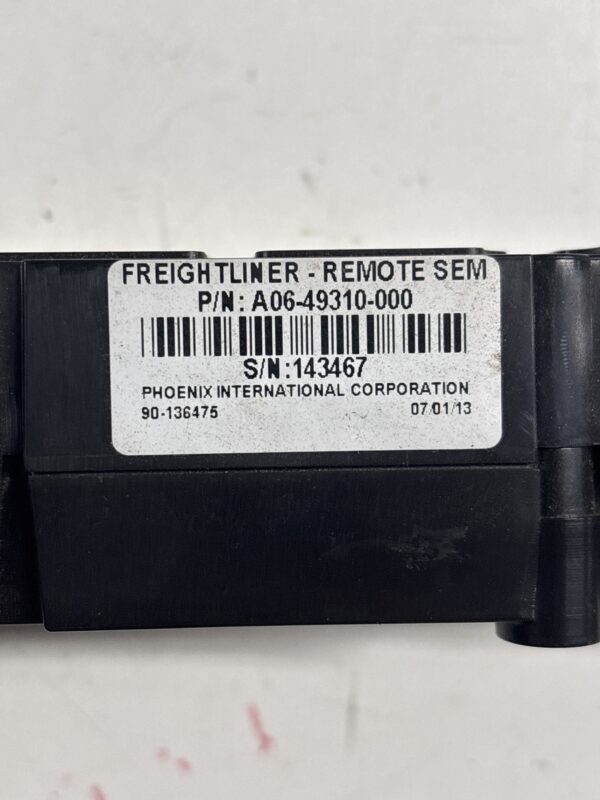 FREIGHTLINER - REMOTE SEM
P/N: A06-49310-000
S/N:143467
PHOENIX INTERNATIONAL CORPORATION
90-136475 07/01/13